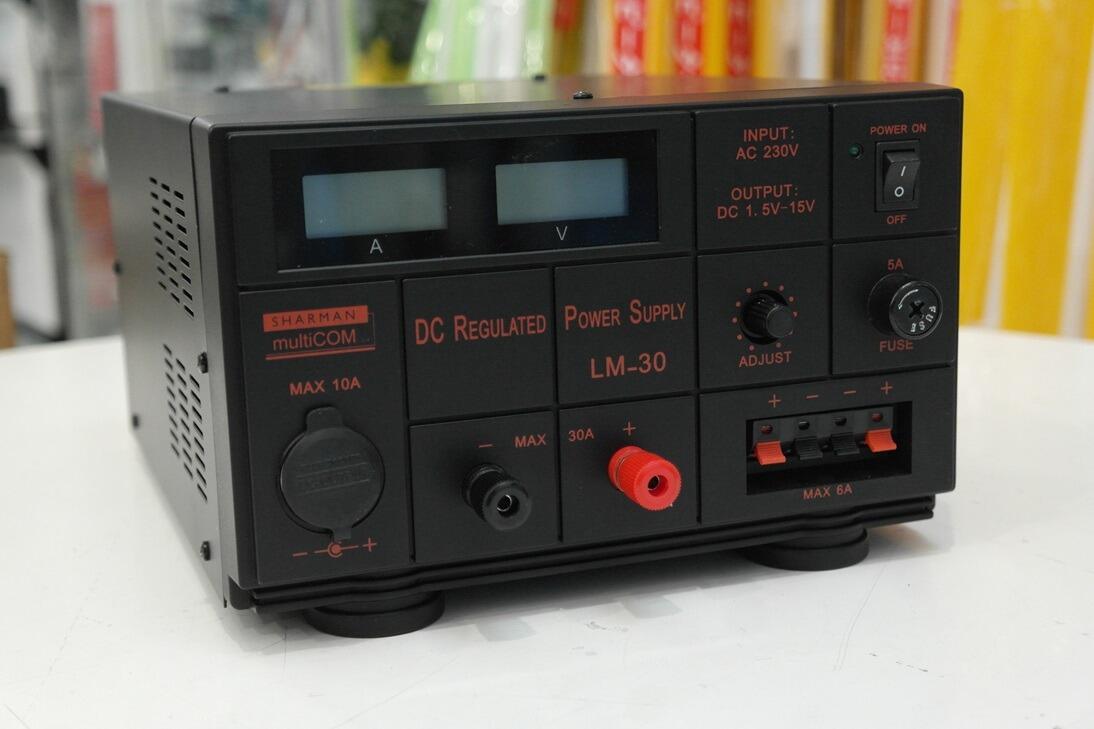 A
V
INPUT:
AC 230V
OUTPUT:
DC 1.5V-15V
POWER ON
I
O
OFF
SHARMAN
multiCOM
MAX 10A
- +
DC REGULATED
POWER SUPPLY
LM-30
ADJUST
5A
FUSE
FUSE
- MAX
30A +
+ - - +
MAX 6A